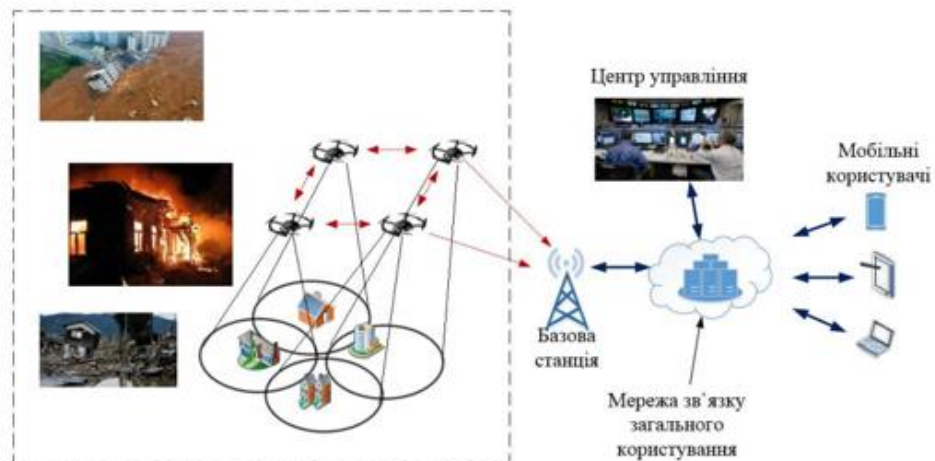 Центр управління
Мобільні
користувачі
Базова
станція
Мережа зв`язку
загального
користування